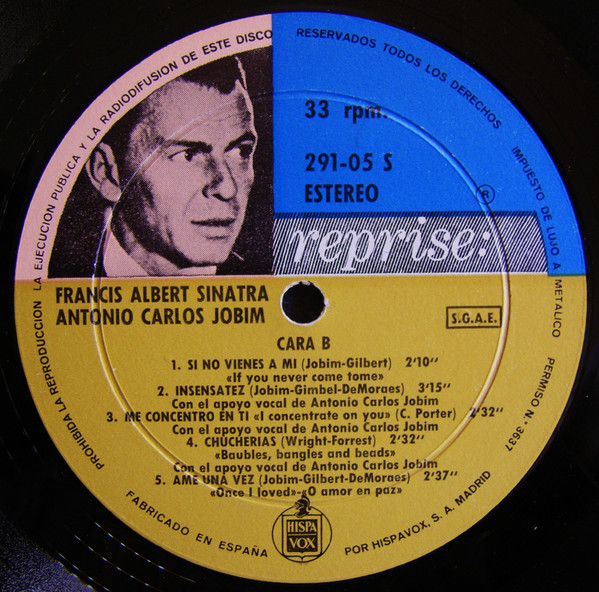 PROHIBIDA LA REPRODUCCION LA EJECUCION PUBLICA Y LA RADIODIFUSION DE ESTE DISCO
RESERVADOS TODOS LOS DERECHOS
IMPUESTO DE LUJO A METALICO PERMISO N.º 3637
33 rpm.
291-05 S
ESTEREO
®
reprise:
FRANCIS ALBERT SINATRA
ANTONIO CARLOS JOBIM
S.G.A.E.
CARA B
1. SI NO VIENES A MI (Jobim-Gilbert) 2'10"
«If you never come tome»
2. INSENSATEZ (Jobim-Gimbel-DeMoraes) 3'15"
Con el apoyo vocal de Antonio Carlos Jobim
3. ME CONCENTRO EN TI «I concentrate on you» (C. Porter) 2'32"
Con el apoyo vocal de Antonio Carlos Jobim
4. CHUCHERIAS (Wright-Forrest) 2'32"
«Baubles, bangles and beads»
Con el apoyo vocal de Antonio Carlos Jobim
5. AME UNA VEZ (Jobim-Gilbert-DeMoraes) 2'37"
«Once I loved»-«O amor en paz»
HISPA
VOX
FABRICADO EN ESPAÑA
POR HISPAVOX, S. A. MADRID